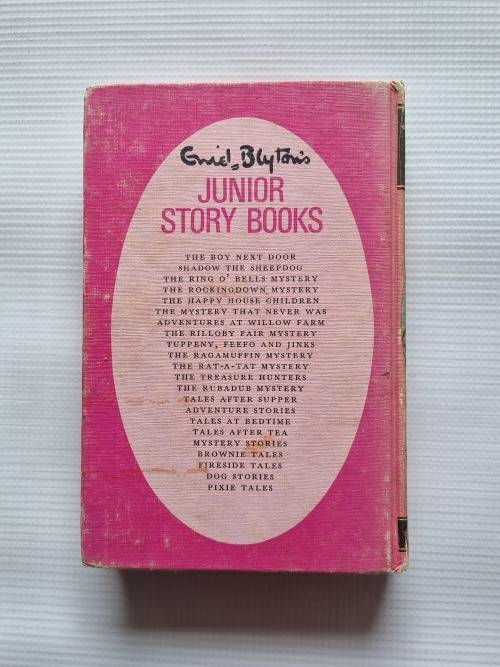 Enid Blyton's
JUNIOR
STORY BOOKS
THE BOY NEXT DOOR
SHADOW THE SHEEPDOG
THE RING O' BELLS MYSTERY
THE ROCKINGDOWN MYSTERY
THE HAPPY HOUSE CHILDREN
THE MYSTERY THAT NEVER WAS
ADVENTURES AT WILLOW FARM
THE RILLOBY FAIR MYSTERY
TUPPENY, FEEFO AND JINKS
THE RAGAMUFFIN MYSTERY
THE RAT-A-TAT MYSTERY
THE TREASURE HUNTERS
THE RUBADUB MYSTERY
TALES AFTER SUPPER
ADVENTURE STORIES
TALES AT BEDTIME
TALES AFTER TEA
MYSTERY STORIES
BROWNIE TALES
FIRESIDE TALES
DOG STORIES
PIXIE TALES